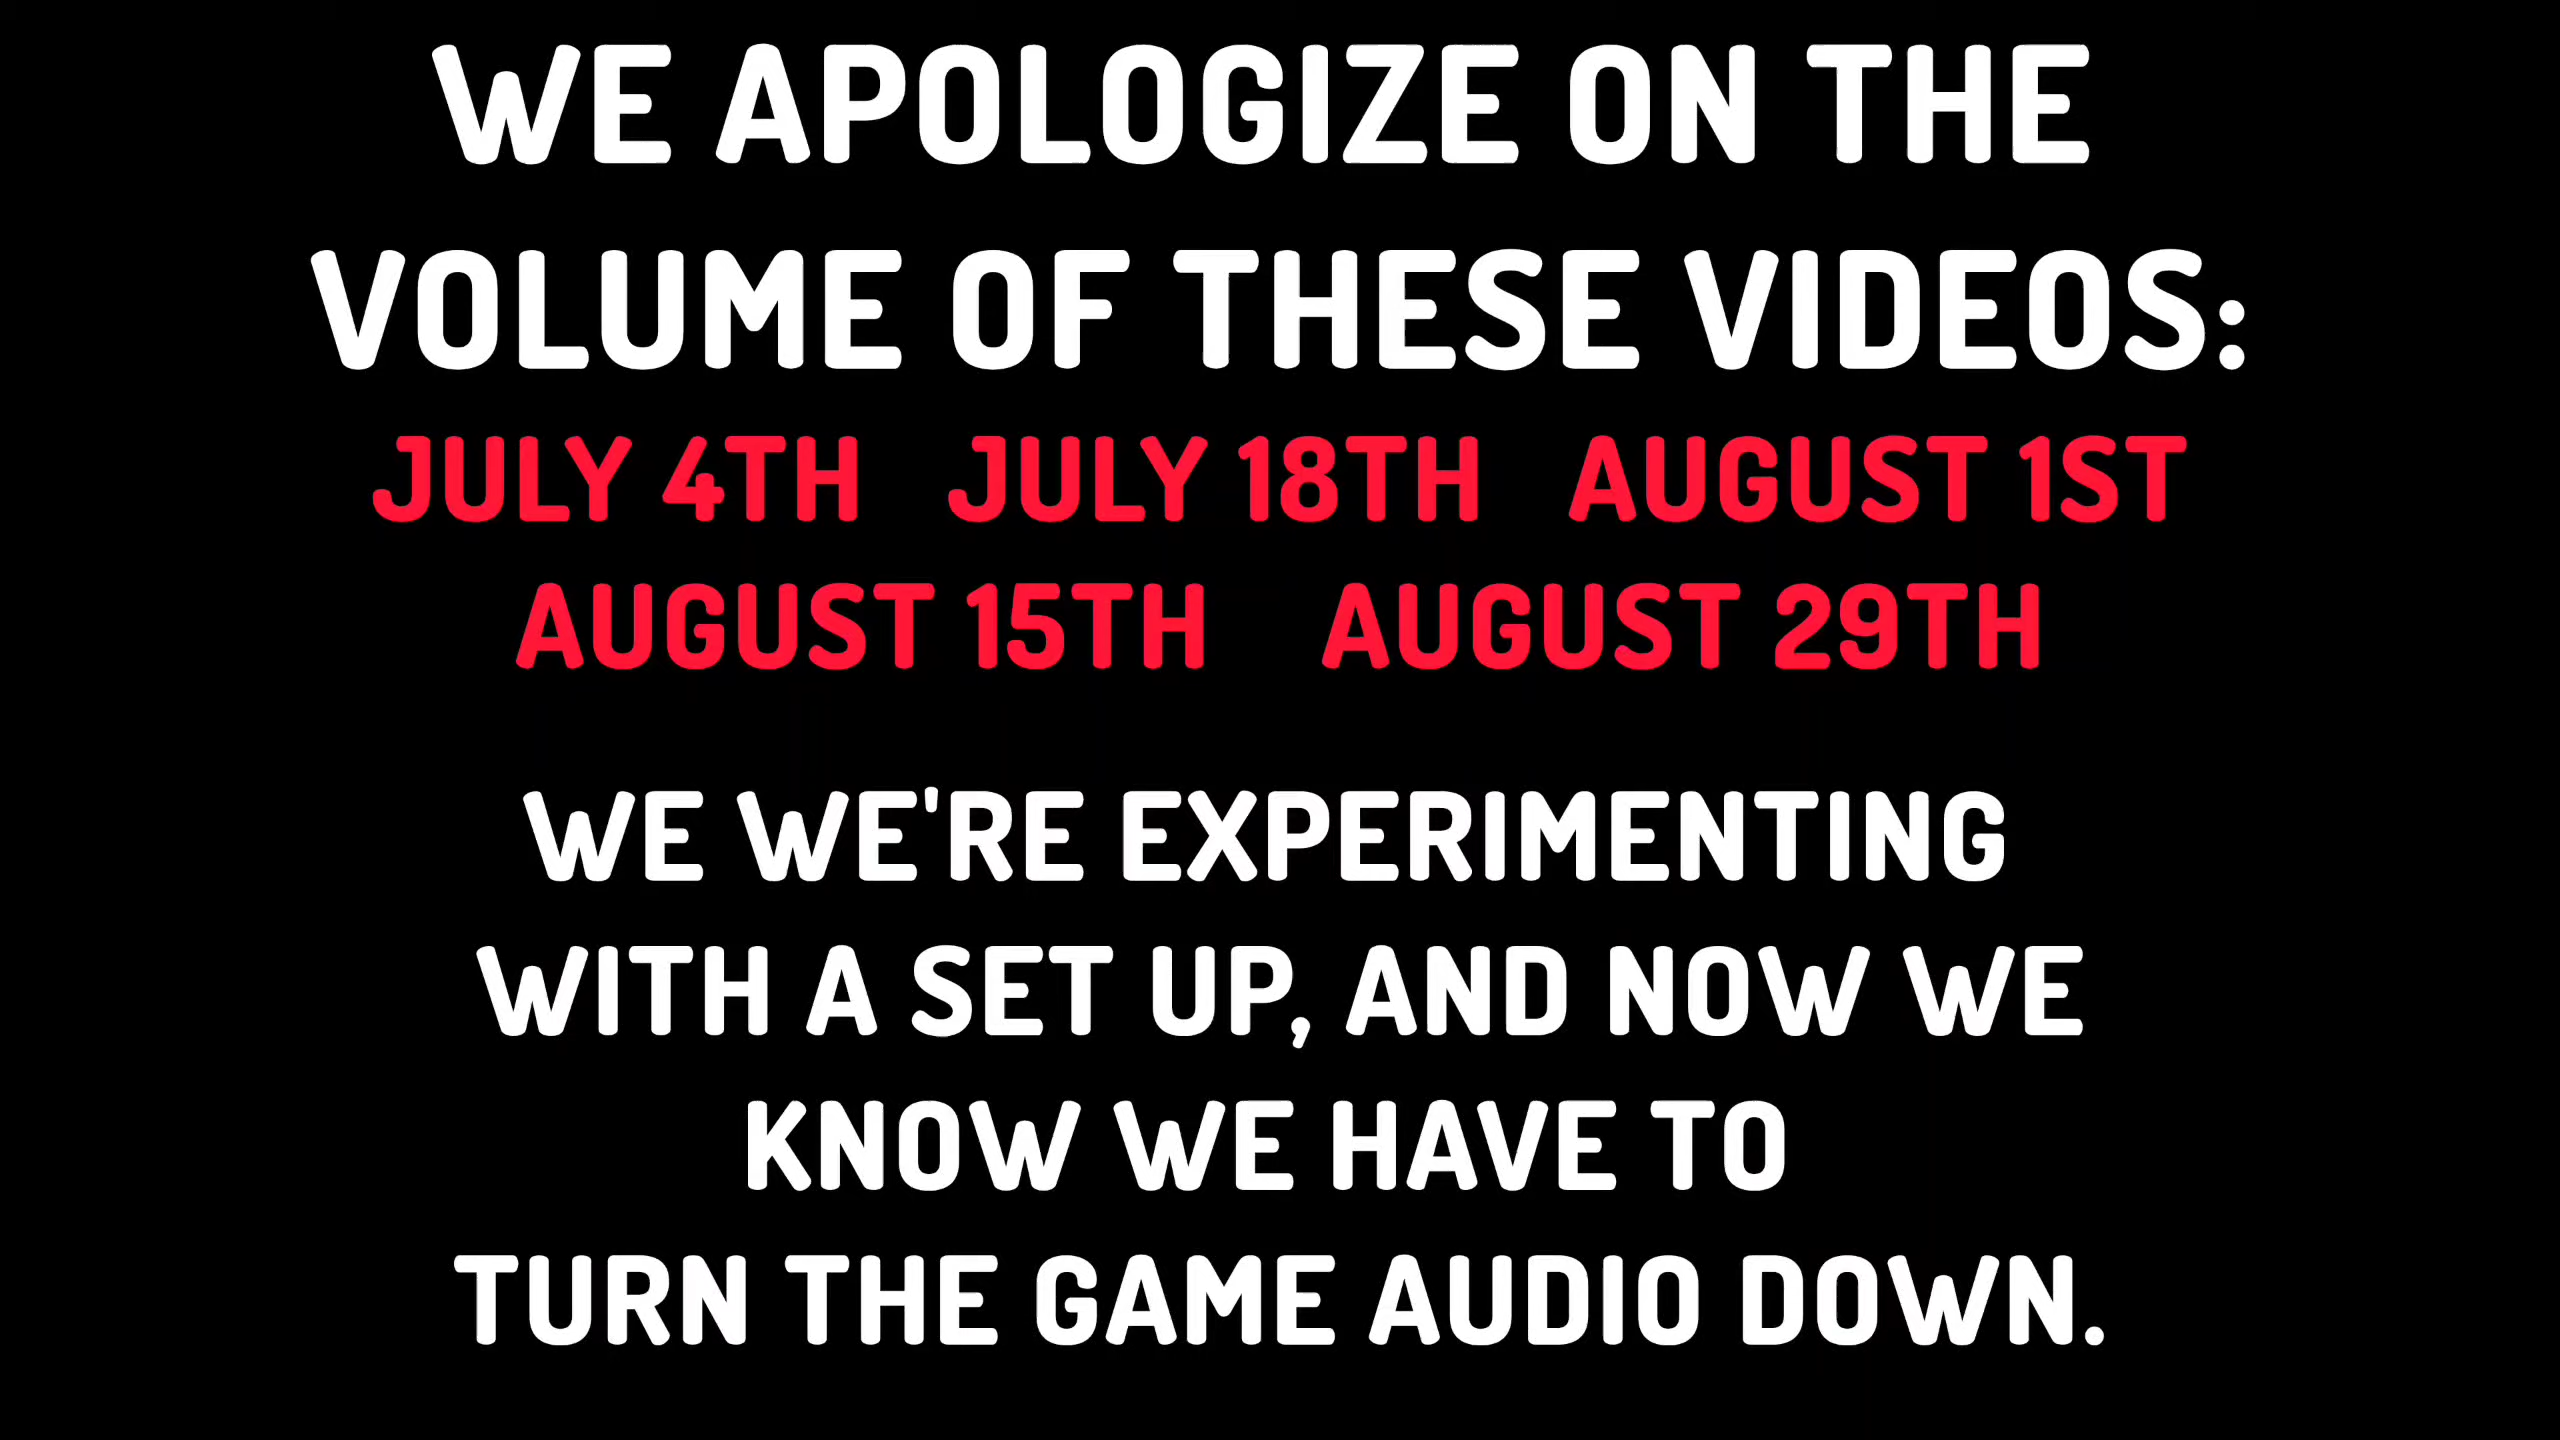 WE APOLOGIZE ON THE
VOLUME OF THESE VIDEOS:
JULY 4TH JULY 18TH AUGUST 1ST
AUGUST 15TH AUGUST 29TH
WE WE'RE EXPERIMENTING
WITH A SET UP, AND NOW WE
KNOW WE HAVE TO
TURN THE GAME AUDIO DOWN.